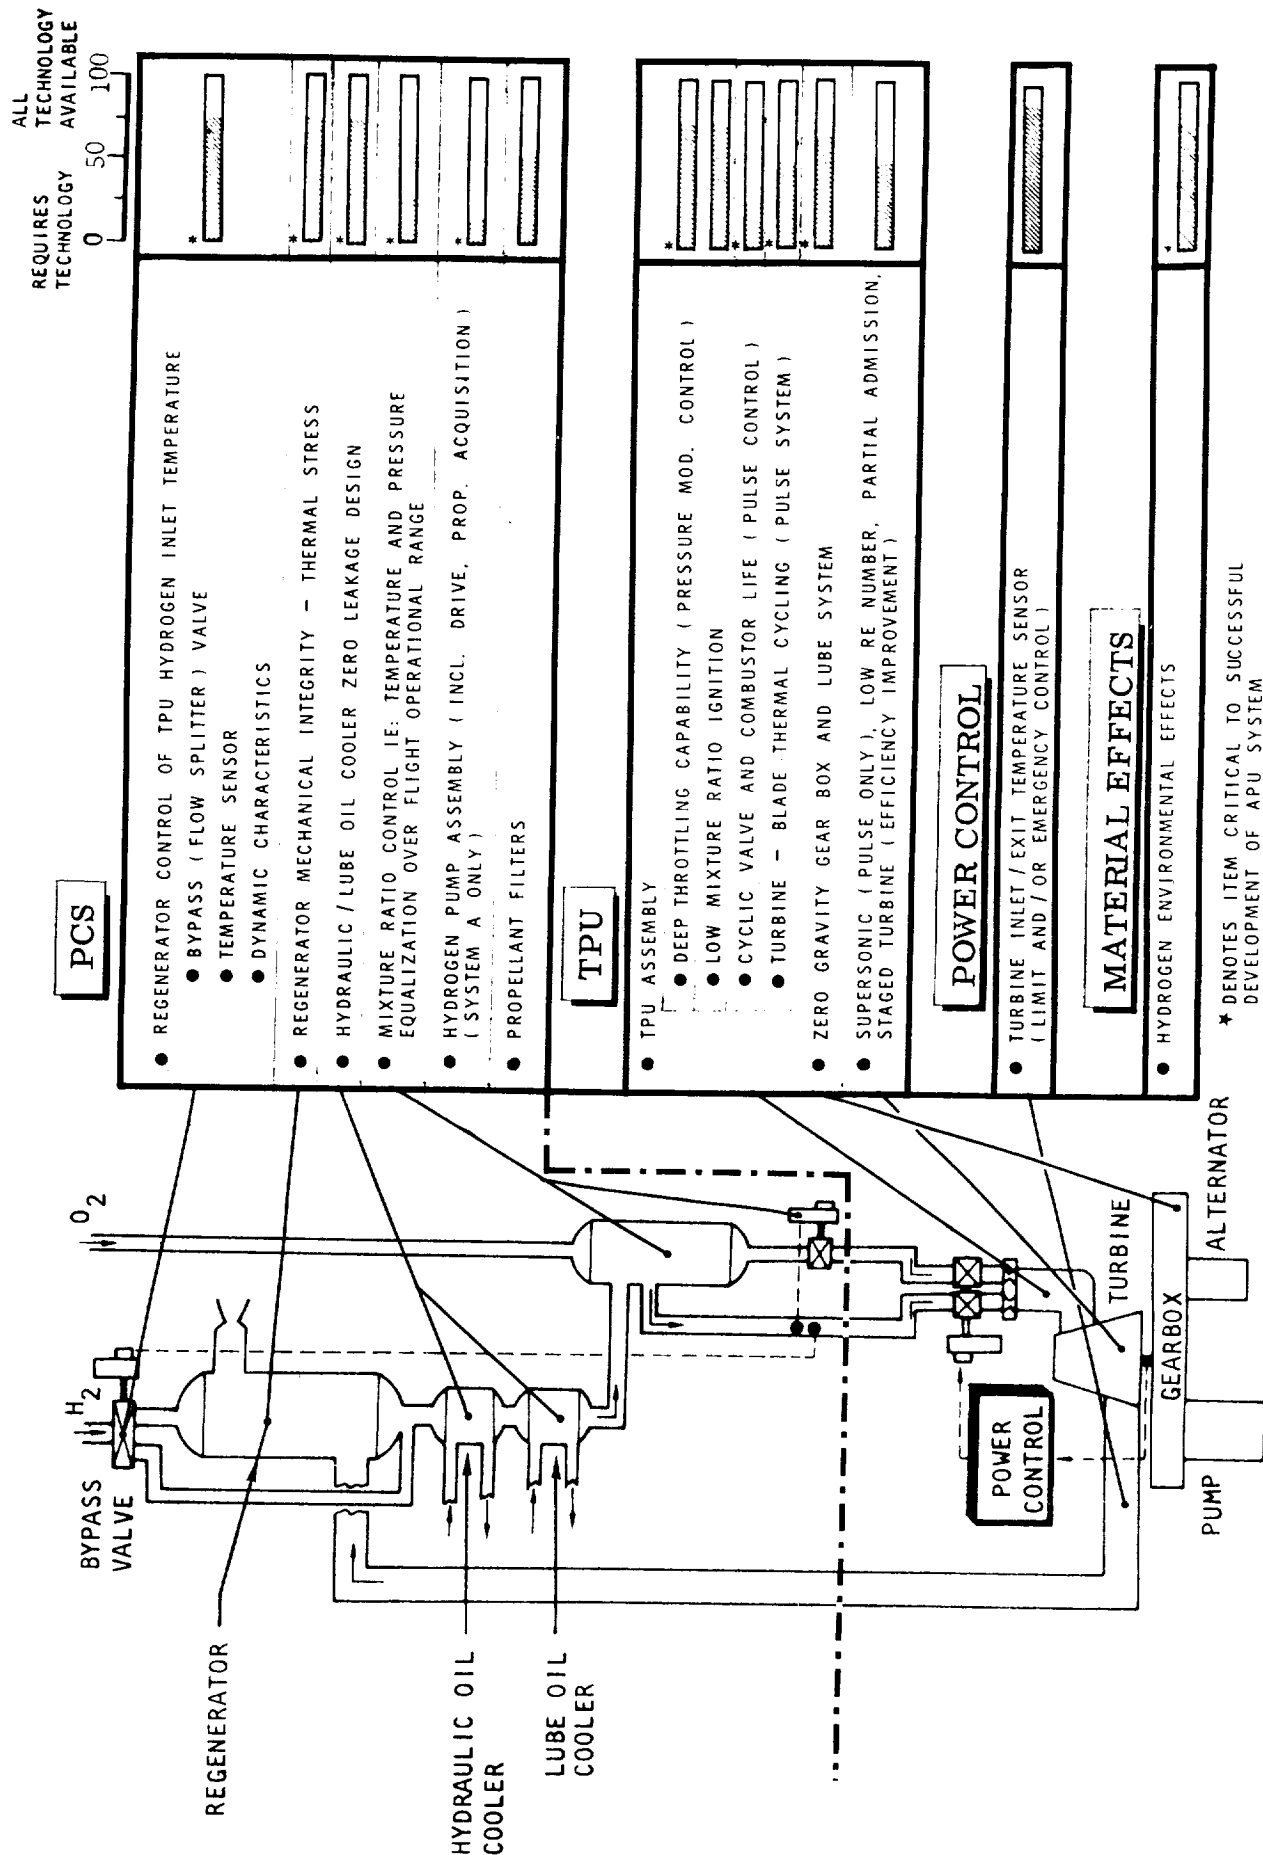 REQUIRES
TECHNOLOGY
ALL
TECHNOLOGY
AVAILABLE
0 50 100
PCS
● REGENERATOR CONTROL OF TPU HYDROGEN INLET TEMPERATURE
● BYPASS (FLOW SPLITTER) VALVE
● TEMPERATURE SENSOR
● DYNAMIC CHARACTERISTICS
*
● REGENERATOR MECHANICAL INTEGRITY - THERMAL STRESS
*
● HYDRAULIC/LUBE OIL COOLER ZERO LEAKAGE DESIGN
*
● MIXTURE RATIO CONTROL IE: TEMPERATURE AND PRESSURE
EQUALIZATION OVER FLIGHT OPERATIONAL RANGE
*
● HYDROGEN PUMP ASSEMBLY (INCL. DRIVE, PROP. ACQUISITION)
(SYSTEM A ONLY)
*
● PROPELLANT FILTERS
TPU
● TPU ASSEMBLY
● DEEP THROTTLING CAPABILITY (PRESSURE MOD. CONTROL)
*
● LOW MIXTURE RATIO IGNITION
● CYCLIC VALVE AND COMBUSTOR LIFE (PULSE CONTROL)
*
● TURBINE - BLADE THERMAL CYCLING (PULSE SYSTEM)
*
● ZERO GRAVITY GEAR BOX AND LUBE SYSTEM
*
● SUPERSONIC (PULSE ONLY), LOW RE NUMBER, PARTIAL ADMISSION,
STAGED TURBINE (EFFICIENCY IMPROVEMENT)
POWER CONTROL
● TURBINE INLET/EXIT TEMPERATURE SENSOR
(LIMIT AND/OR EMERGENCY CONTROL)
MATERIAL EFFECTS
● HYDROGEN ENVIRONMENTAL EFFECTS
*
* DENOTES ITEM CRITICAL TO SUCCESSFUL
DEVELOPMENT OF APU SYSTEM
BYPASS
VALVE
H2
O2
REGENERATOR
HYDRAULIC OIL
COOLER
LUBE OIL
COOLER
POWER
CONTROL
TURBINE
GEARBOX
PUMP
ALTERNATOR